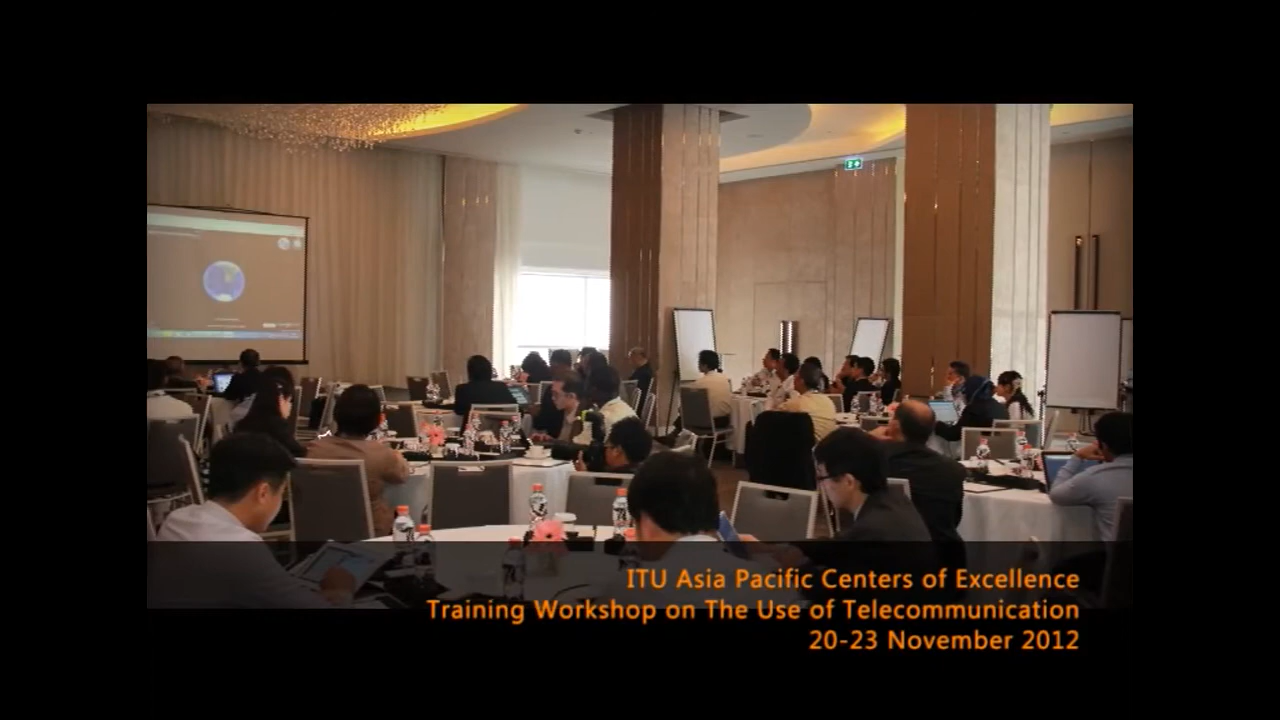 ITU Asia Pacific Centers of Excellence
Training Workshop on The Use of Telecommunication
20-23 November 2012